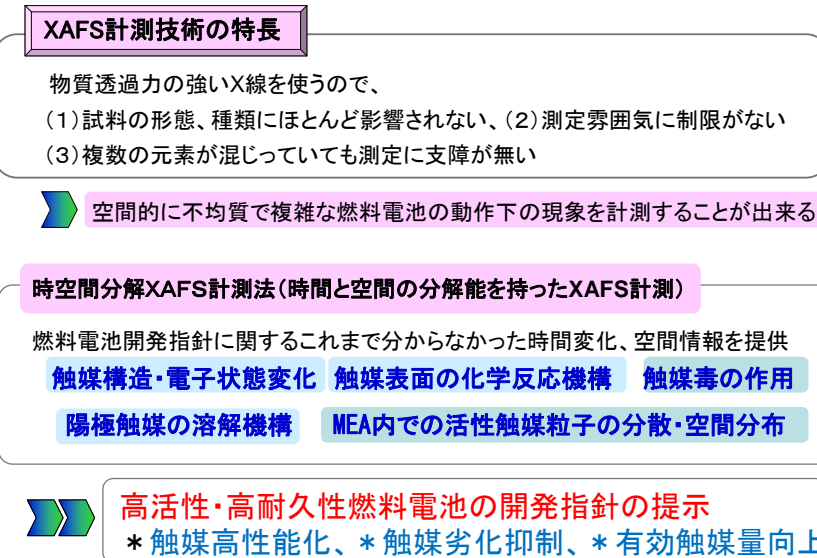 XAFS計測技術の特長
物質透過力の強いX線を使うので、
(1)試料の形態、種類にほとんど影響されない、(2)測定雰囲気に制限がない
(3)複数の元素が混じっていても測定に支障が無い
空間的に不均質で複雑な燃料電池の動作下の現象を計測することが出来る
時空間分解XAFS計測法(時間と空間の分解能を持ったXAFS計測)
燃料電池開発指針に関するこれまで分からなかった時間変化、空間情報を提供
触媒構造・電子状態変化 触媒表面の化学反応機構 触媒毒の作用
陽極触媒の溶解機構 MEA内での活性触媒粒子の分散・空間分布
高活性・高耐久性燃料電池の開発指針の提示
＊触媒高性能化、＊触媒劣化抑制、＊有効触媒量向上